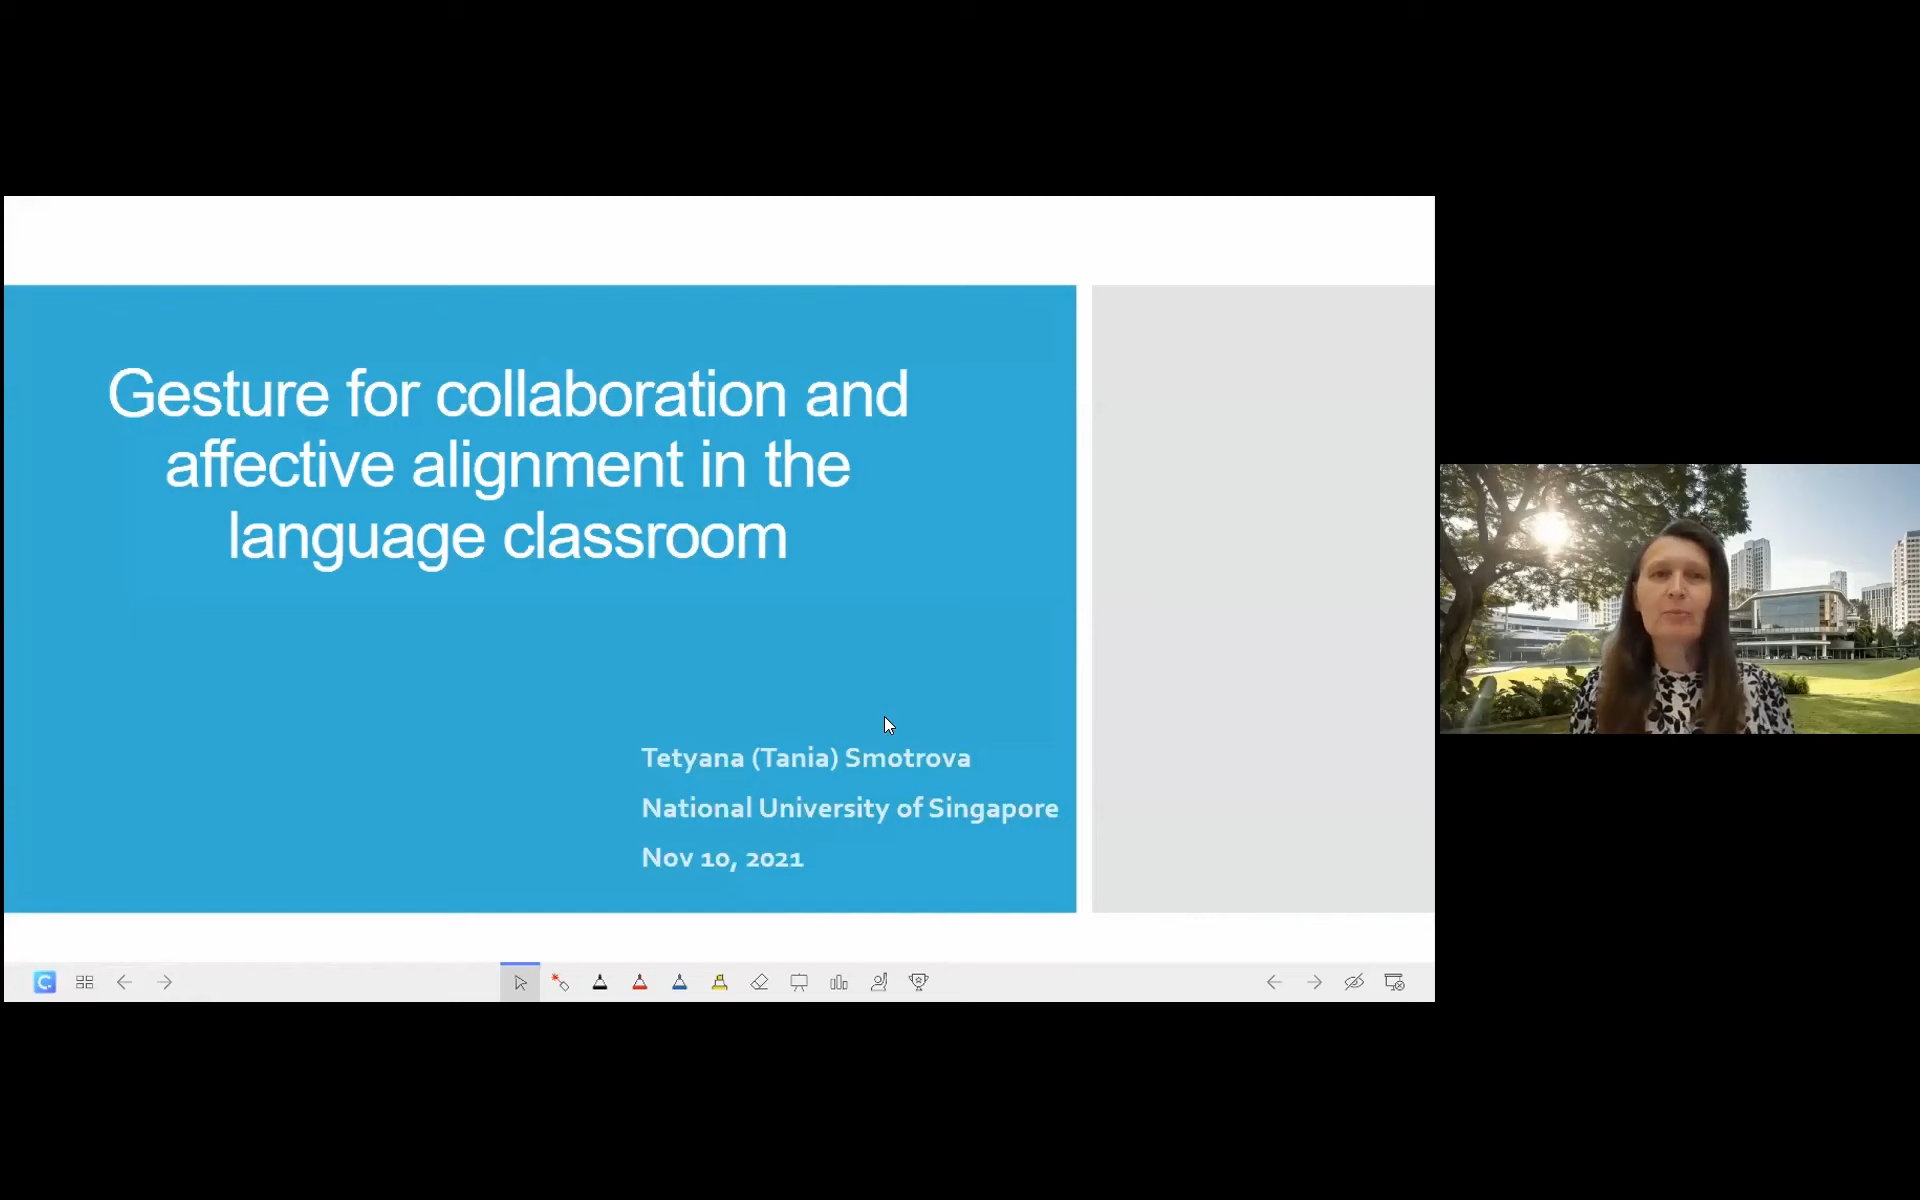 Gesture for collaboration and
affective alignment in the
language classroom
Tetyana (Tania) Smotrova
National University of Singapore
Nov 10, 2021